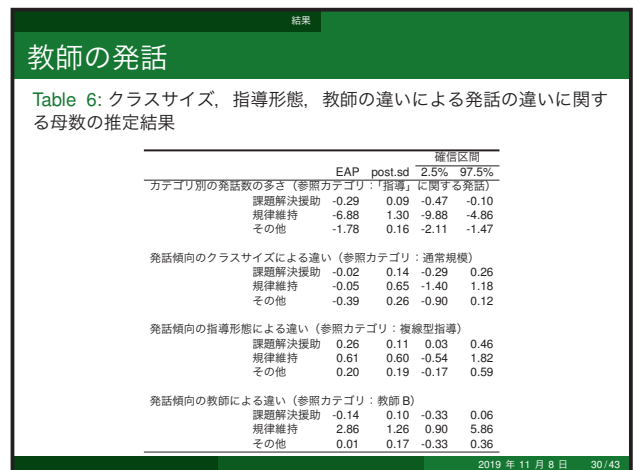 結果
教師の発話
Table 6: クラスサイズ，指導形態，教師の違いによる発話の違いに関す
る母数の推定結果
確信区間
EAP post.sd 2.5% 97.5%
カテゴリ別の発話数の多さ（参照カテゴリ：「指導」に関する発話）
課題解決援助 -0.29 0.09 -0.47 -0.10
規律維持 -6.88 1.30 -9.88 -4.86
その他 -1.78 0.16 -2.11 -1.47
発話傾向のクラスサイズによる違い（参照カテゴリ：通常規模）
課題解決援助 -0.02 0.14 -0.29 0.26
規律維持 -0.05 0.65 -1.40 1.18
その他 -0.39 0.26 -0.90 0.12
発話傾向の指導形態による違い（参照カテゴリ：複線型指導）
課題解決援助 0.26 0.11 0.03 0.46
規律維持 0.61 0.60 -0.54 1.82
その他 0.20 0.19 -0.17 0.59
発話傾向の教師による違い（参照カテゴリ：教師 B）
課題解決援助 -0.14 0.10 -0.33 0.06
規律維持 2.86 1.26 0.90 5.86
その他 0.01 0.17 -0.33 0.36
2019 年 11 月 8 日 30/43